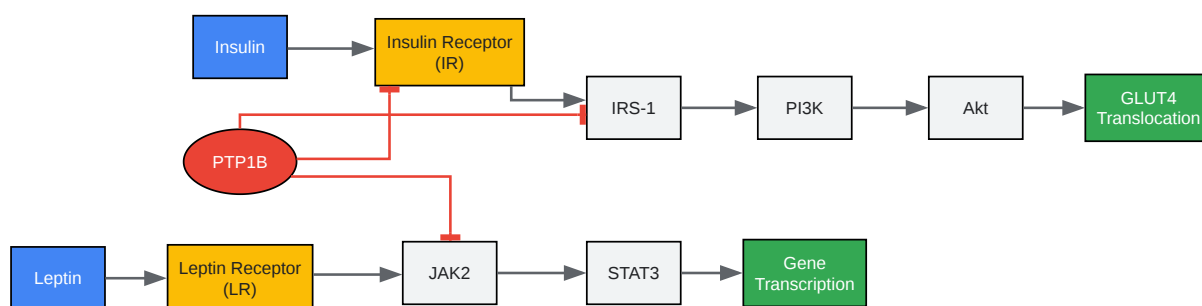 Insulin
Insulin Receptor
(IR)
IRS-1
PI3K
Akt
GLUT4
Translocation
PTP1B
Leptin
Leptin Receptor
(LR)
JAK2
STAT3
Gene
Transcription